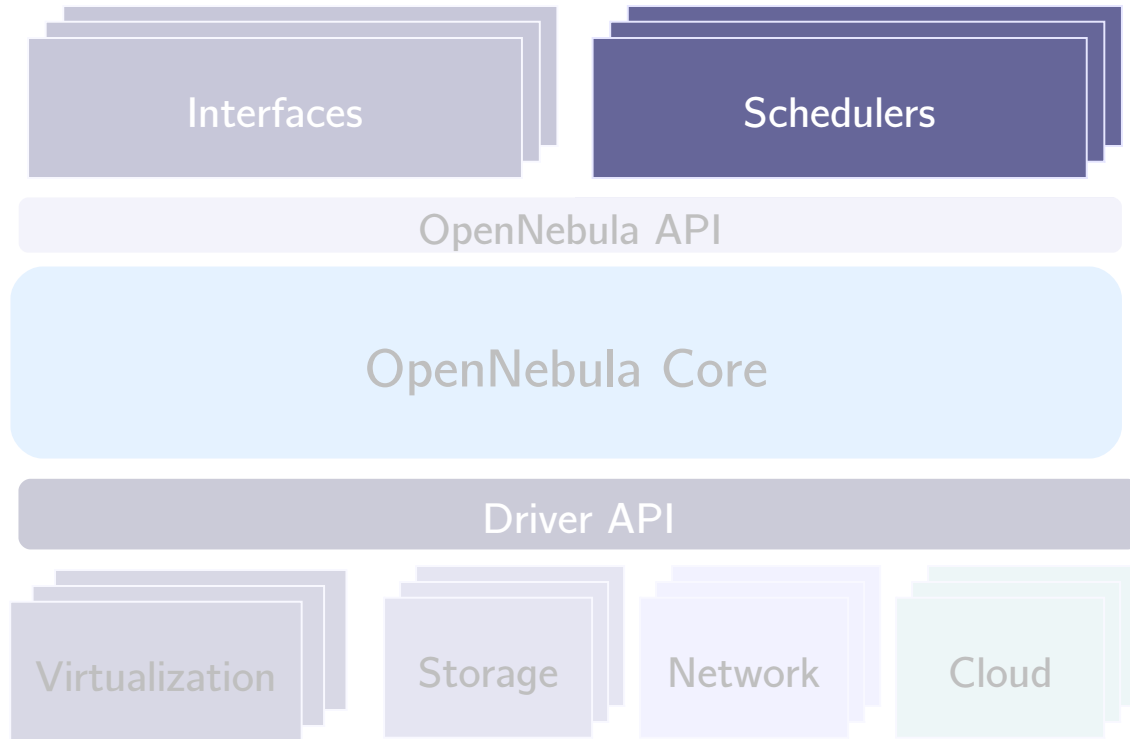 Interfaces
Schedulers
OpenNebula API
OpenNebula Core
Driver API
Virtualization
Storage
Network
Cloud